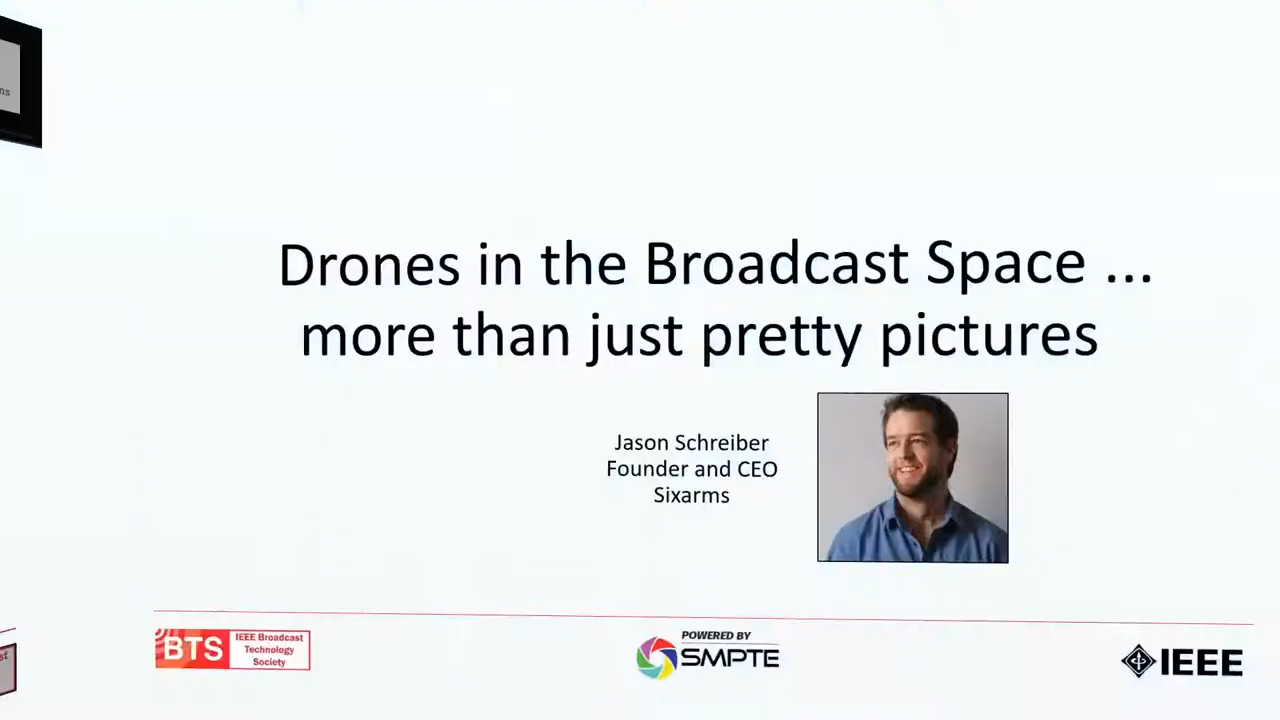 Drones in the Broadcast Space ...
more than just pretty pictures
Jason Schreiber
Founder and CEO
Sixarms
BTS
IEEE Broadcast
Technology
Society
POWERED BY
SMPTE
IEEE